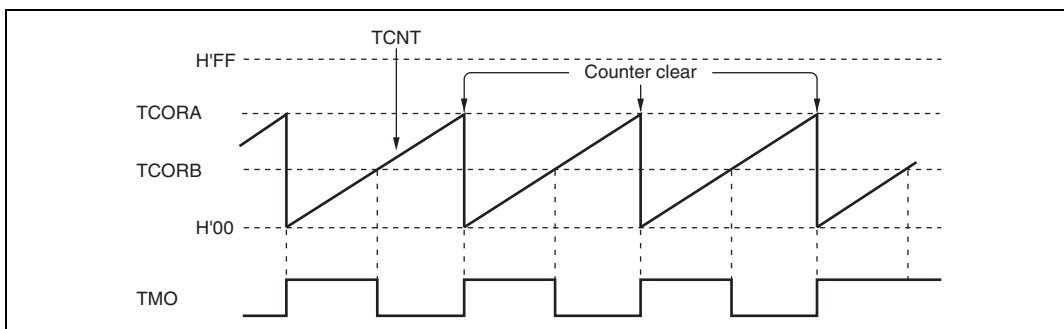 TCNT
H'FF
Counter clear
TCORA
TCORB
H'00
TMO